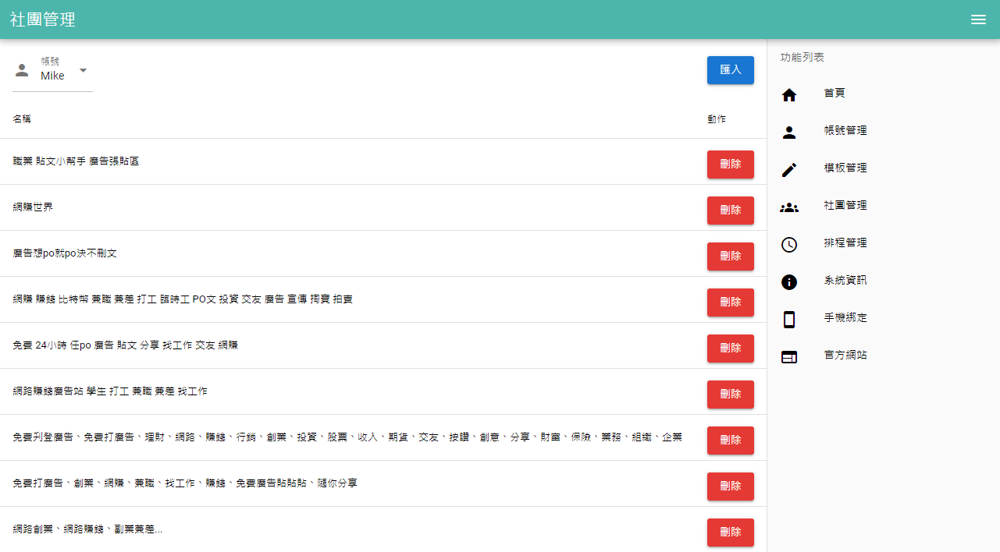 社團管理
帳號
Mike
匯入
名稱
動作
職業 貼文小幫手 廣告張貼區
刪除
網賺世界
刪除
廣告想po就po決不刪文
刪除
網賺 賺錢 比特幣 兼職 兼差 打工 臨時工 PO文 投資 交友 廣告 宣傳 拘賣 拍賣
刪除
免費 24小時 任po 廣告 貼文 分享 找工作 交友 網賺
刪除
網路賺錢廣告站 學生 打工 兼職 兼差 找工作
刪除
免費刋登廣告、免費打廣告、理財、網路、賺錢、行銷、創業、投資、股票、收入、期貨、交友、按讚、創意、分享、財富、保險、業務、組織、企業
刪除
免費打廣告、創業、網賺、兼職、找工作、賺錢、免費廣告貼貼貼、隨你分享
刪除
網路創業、網路賺錢、副業兼差...
刪除
功能列表
首頁
帳號管理
模板管理
社團管理
排程管理
系統資訊
手機綁定
官方網站